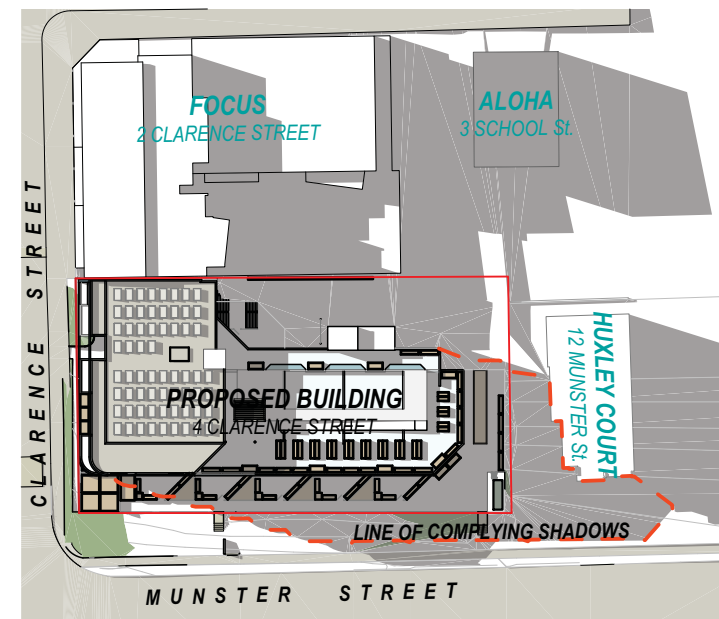 FOCUS
2 CLARENCE STREET
ALOHA
3 SCHOOL St.
CLARENCE STREET
HUXLEY COURT
12 MUNSTER St.
PROPOSED BUILDING
4 CLARENCE STREET
LINE OF COMPLYING SHADOWS
MUNSTER STREET